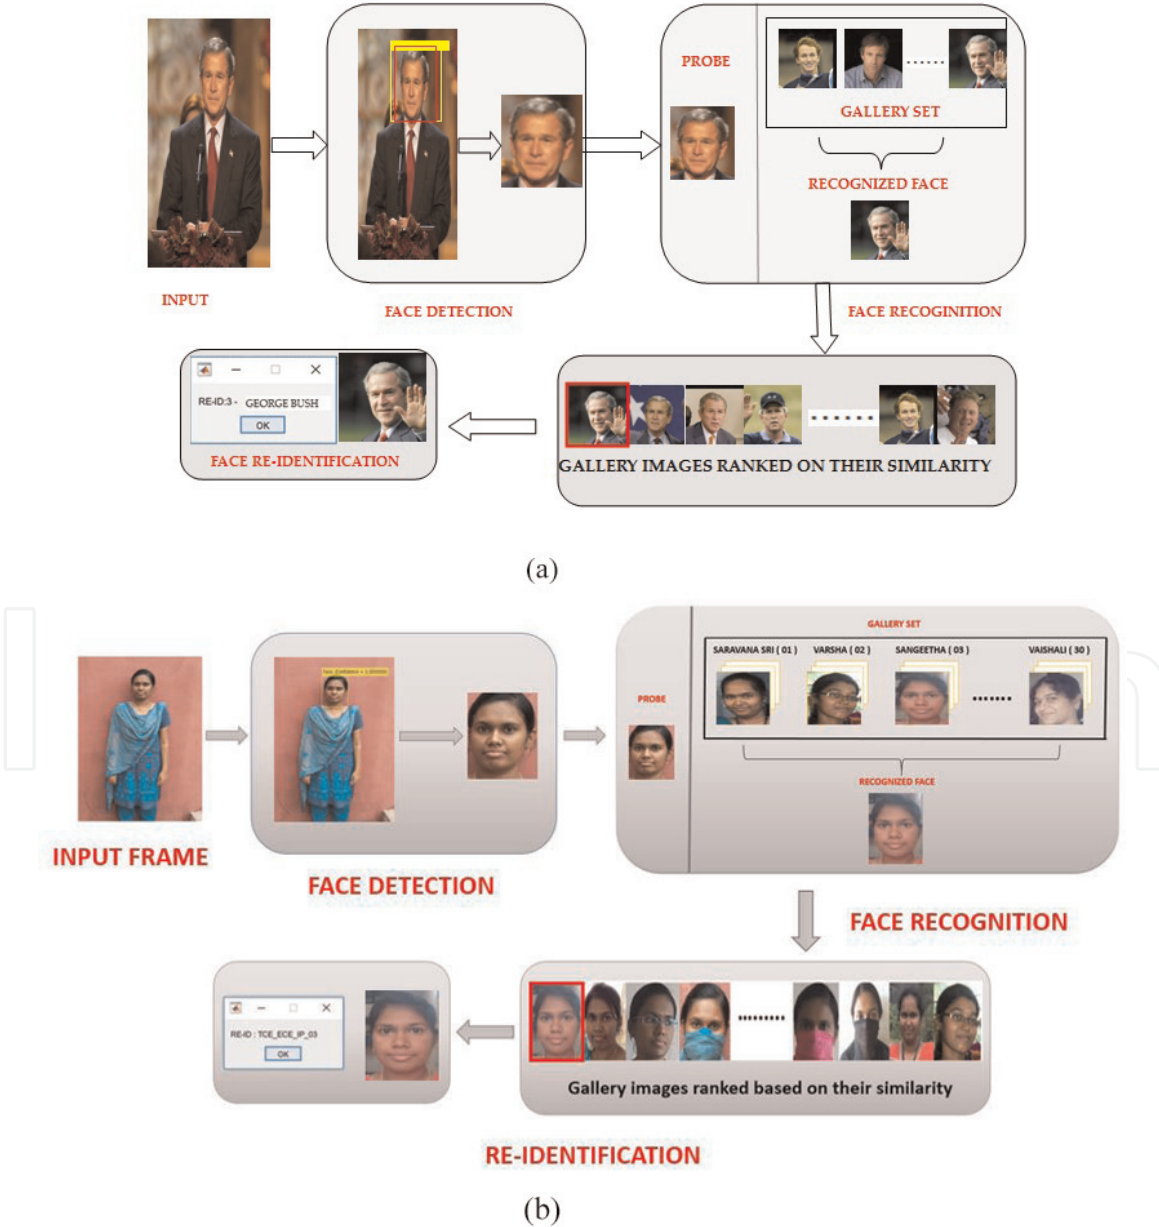 PROBE
GALLERY SET
RECOGNIZED FACE
INPUT
FACE DETECTION
FACE RECOGINITION
RE-ID:3 - GEORGE BUSH
OK
FACE RE-IDENTIFICATION
GALLERY IMAGES RANKED ON THEIR SIMILARITY
(a)
GALLERY SET
SARAVANA SRI ( 01 ) VARSHA ( 02 ) SANGEETHA ( 03 ) VAISHALI ( 30 )
PROBE
RECOGNIZED FACE
INPUT FRAME
FACE DETECTION
FACE RECOGNITION
RE-ID : TCE_ECE_IP_03
OK
Gallery images ranked based on their similarity
RE-IDENTIFICATION
(b)